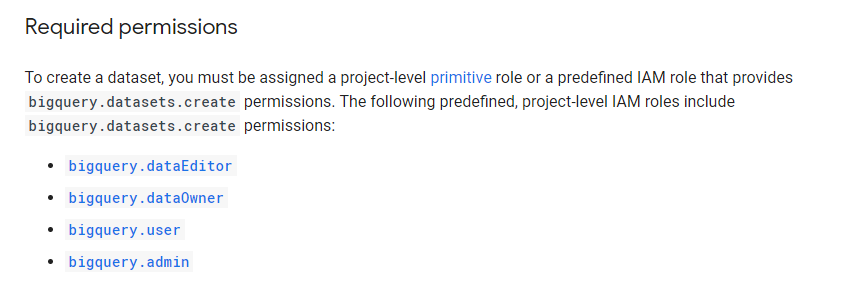 Required permissions
To create a dataset, you must be assigned a project-level primitive role or a predefined IAM role that provides
bigquery.datasets.create permissions. The following predefined, project-level IAM roles include
bigquery.datasets.create permissions:
• bigquery.dataEditor
• bigquery.dataOwner
• bigquery.user
• bigquery.admin